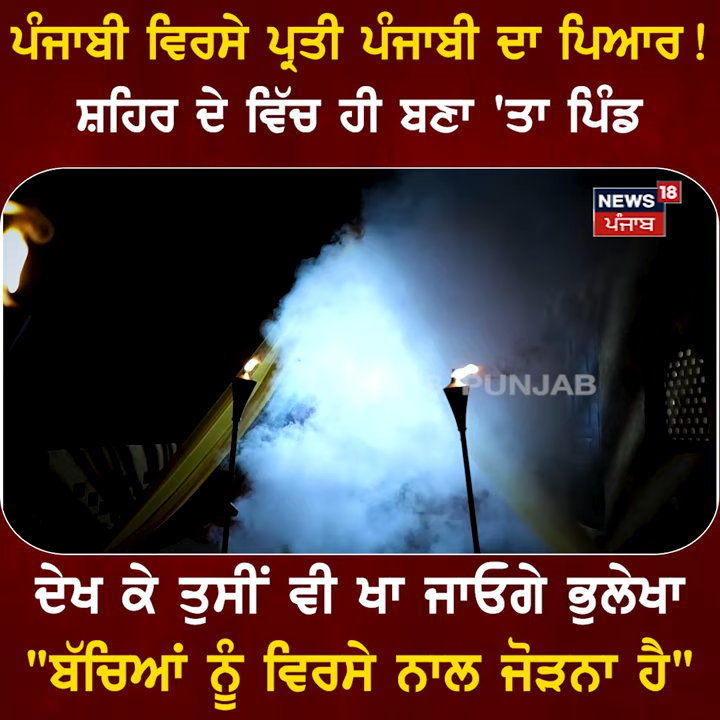 ਪੰਜਾਬੀ ਵਿਰਸੇ ਪ੍ਰਤੀ ਪੰਜਾਬੀ ਦਾ ਪਿਆਰ!
ਸ਼ਹਿਰ ਦੇ ਵਿੱਚ ਹੀ ਬਣਾ 'ਤਾ ਪਿੰਡ
NEWS 18
ਪੰਜਾਬ
PUNJAB
ਦੇਖ ਕੇ ਤੁਸੀਂ ਵੀ ਖਾ ਜਾਓਗੇ ਭੁਲੇਖਾ
"ਬੱਚਿਆਂ ਨੂੰ ਵਿਰਸੇ ਨਾਲ ਜੋੜਨਾ ਹੈ"